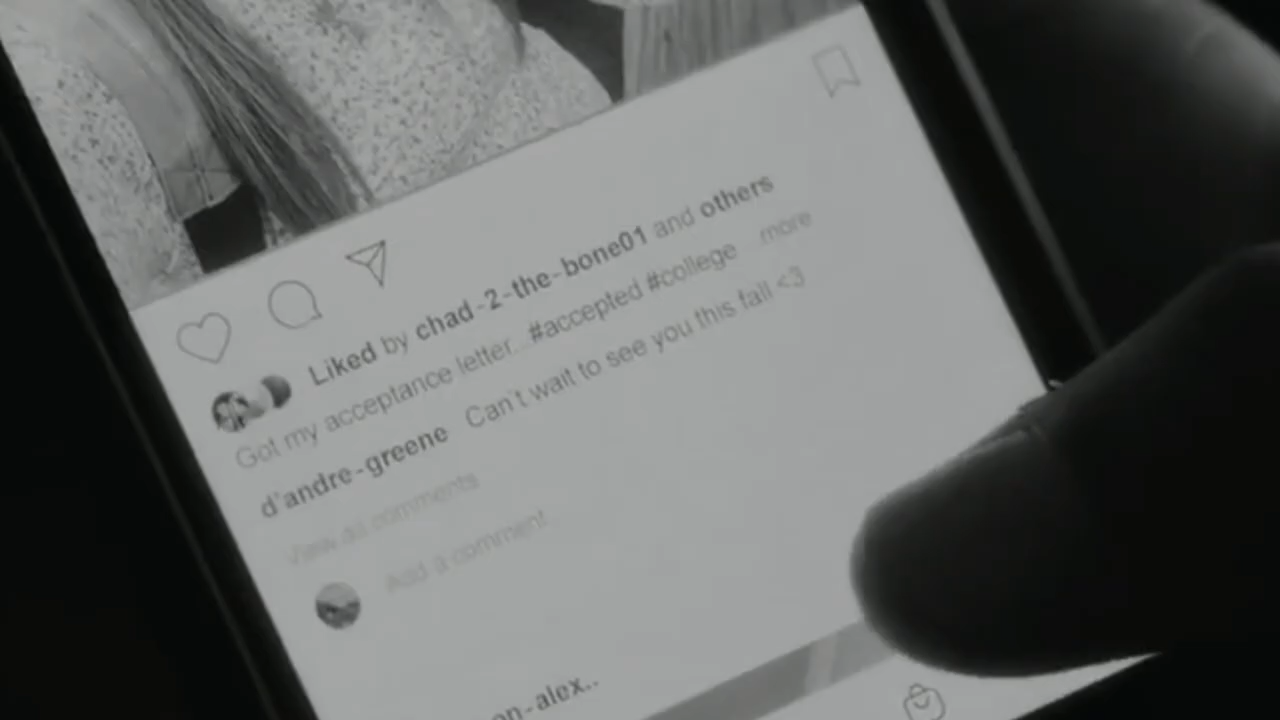 Liked by chad-2-the-bone01 and others
Got my acceptance letter...#accepted #college ...more
d'andre-greene Can't wait to see you this fall <3
View all comments
Add a comment
on-alex..